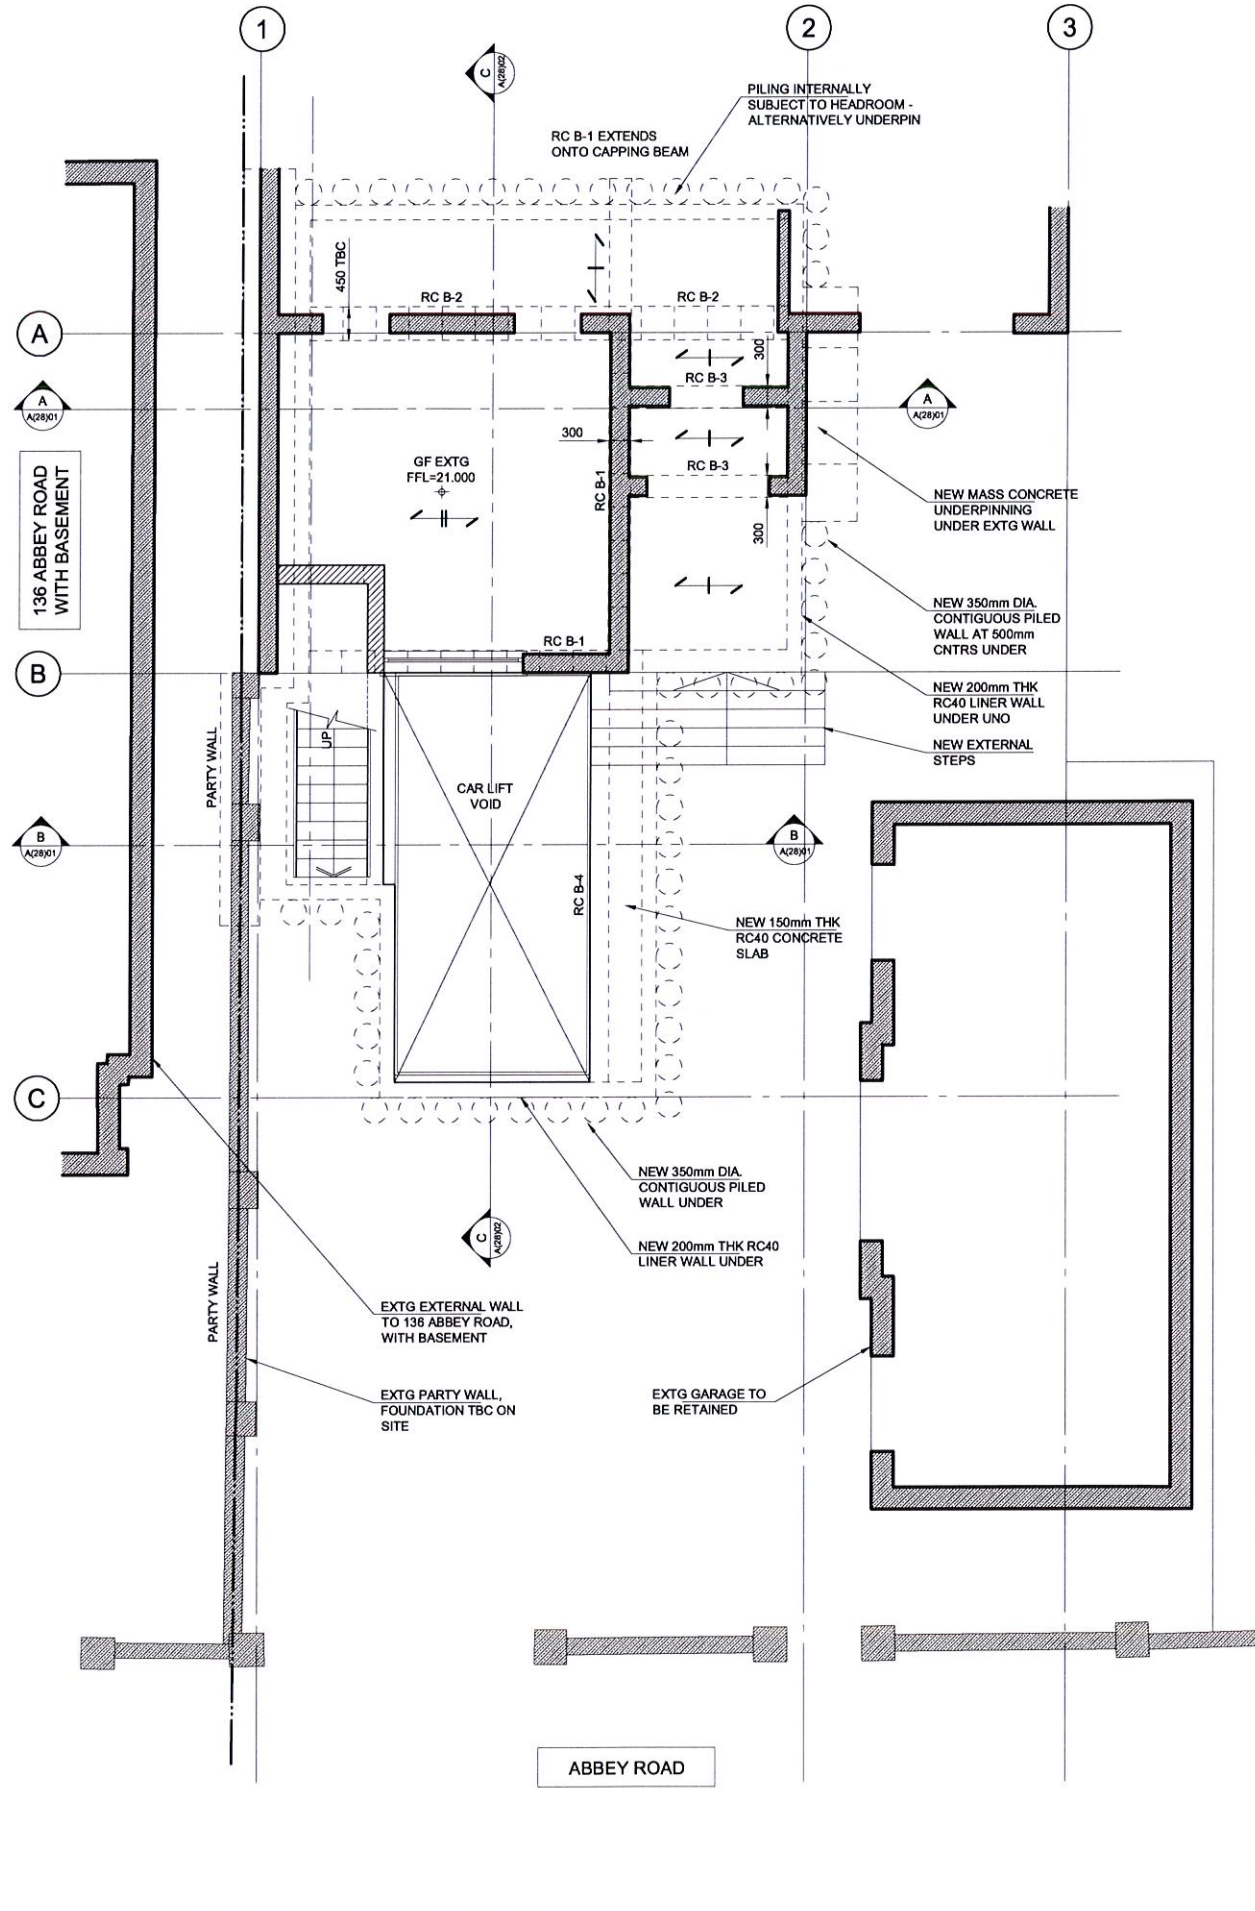 1
2
3
C
A(28)02
PILING INTERNALLY
SUBJECT TO HEADROOM -
ALTERNATIVELY UNDERPIN
RC B-1 EXTENDS
ONTO CAPPING BEAM
450 TBC
RC B-2
RC B-2
A
300
RC B-3
A
A(28)01
A
A(28)01
300
GF EXTG
FFL=21.000
RC B-1
RC B-3
300
136 ABBEY ROAD
WITH BASEMENT
NEW MASS CONCRETE
UNDERPINNING
UNDER EXTG WALL
NEW 350mm DIA.
CONTIGUOUS PILED
WALL AT 500mm
CNTRS UNDER
RC B-1
B
NEW 200mm THK
RC40 LINER WALL
UNDER UNO
NEW EXTERNAL
STEPS
PARTY WALL
UP
CAR LIFT
VOID
B
A(28)01
B
A(28)01
RC B-4
NEW 150mm THK
RC40 CONCRETE
SLAB
C
NEW 350mm DIA.
CONTIGUOUS PILED
WALL UNDER
C
A(28)02
NEW 200mm THK RC40
LINER WALL UNDER
PARTY WALL
EXTG EXTERNAL WALL
TO 136 ABBEY ROAD,
WITH BASEMENT
EXTG PARTY WALL,
FOUNDATION TBC ON
SITE
EXTG GARAGE TO
BE RETAINED
ABBEY ROAD